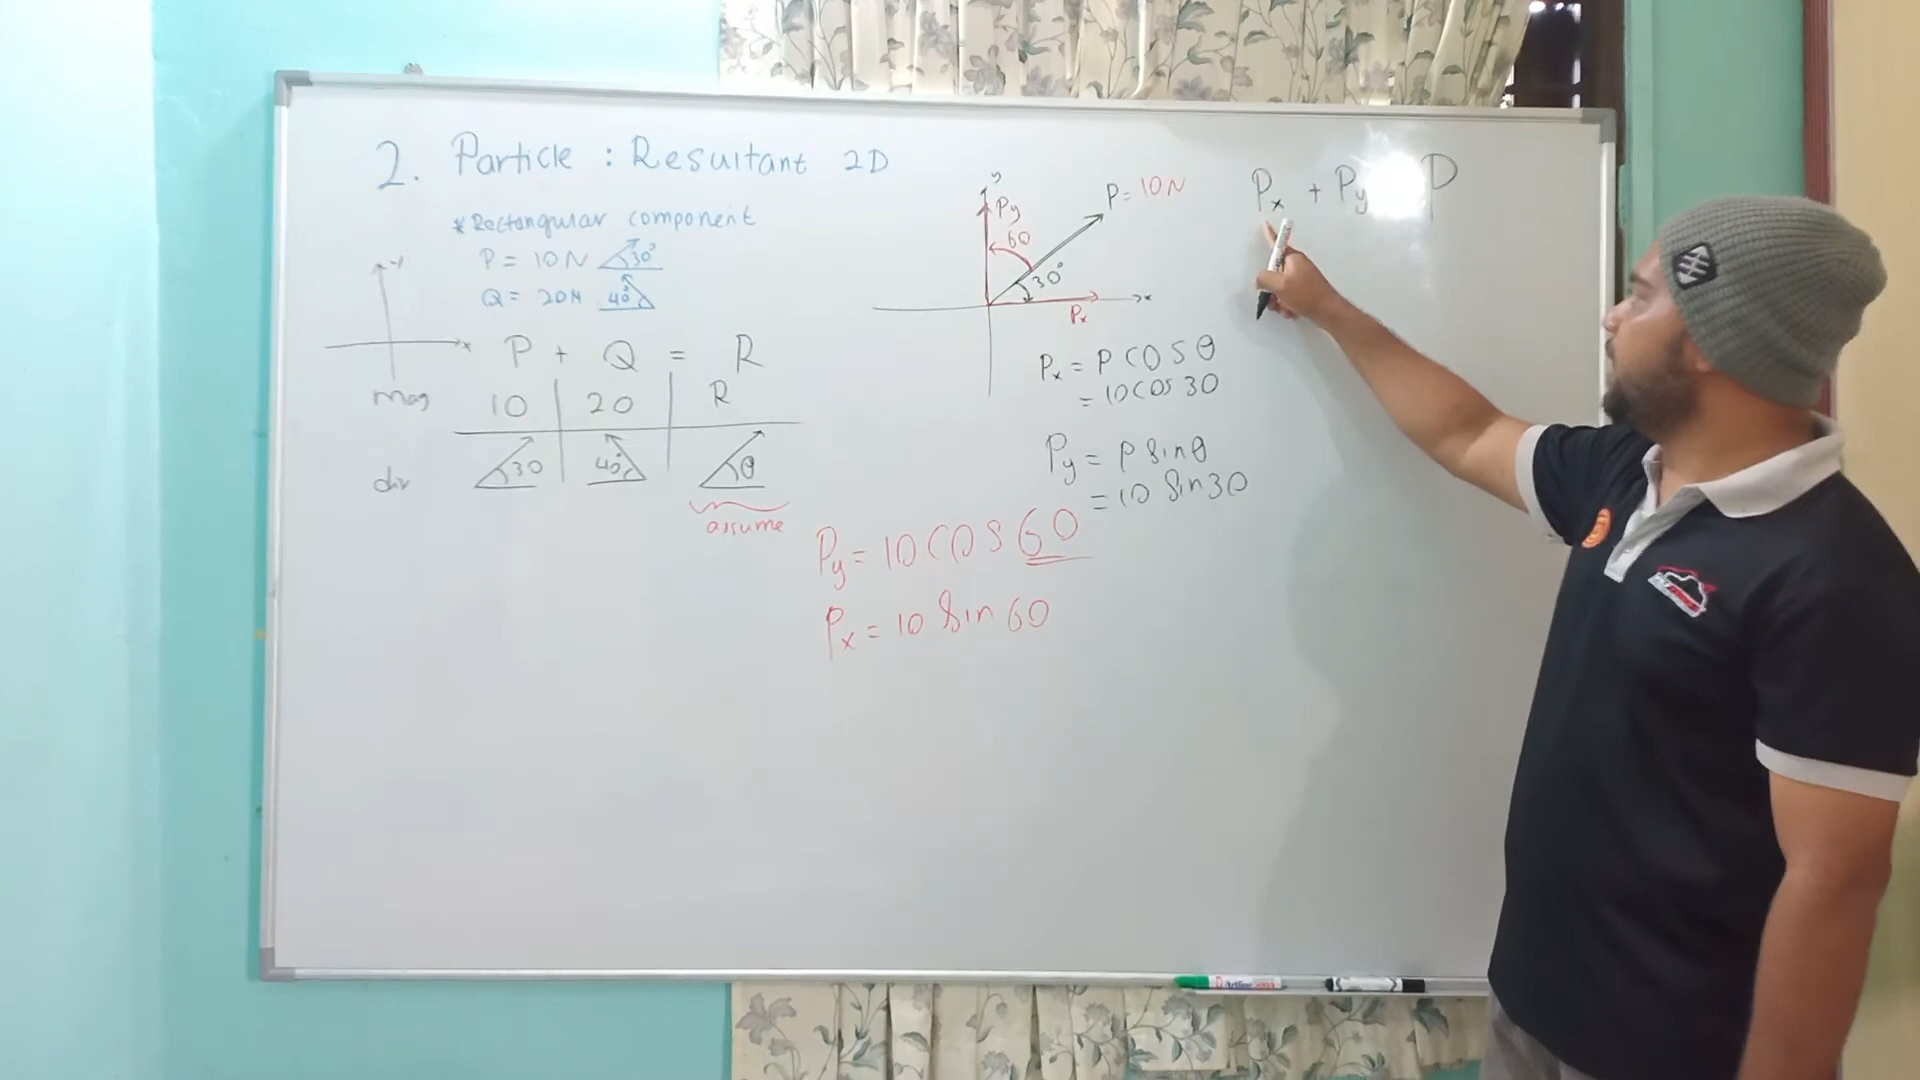 2. Particle : Resultant 2D
* Rectangular component
P = 10 N 30°
Q = 20N 40°
y
x
P + Q = R
mag 10 20 R
dir 30 40° θ
assume
y
Py
60
P = 10N
30°
x
Px
Px = P cos θ
= 10 cos 30
Py = P sin θ
= 10 sin 30
Py = 10 cos 60
Px = 10 sin 60
Px + Py P